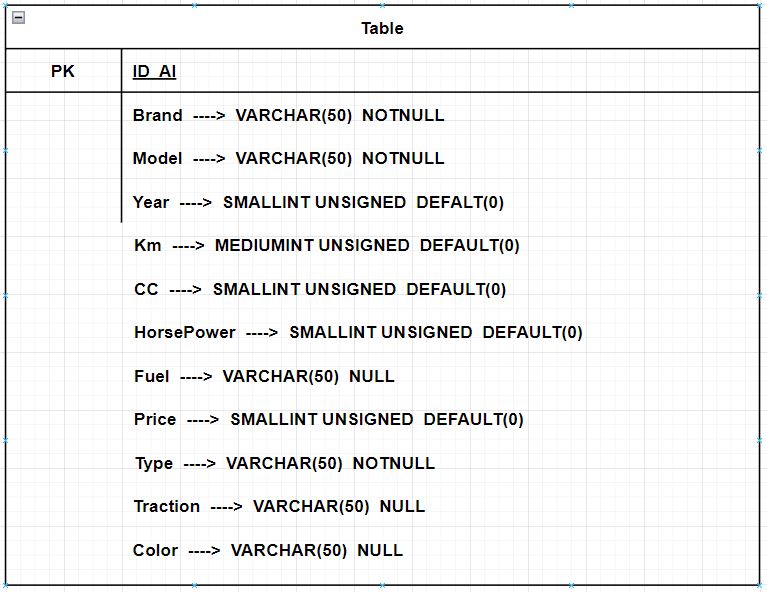 Table
PK ID_AI
Brand ----> VARCHAR(50) NOTNULL
Model ----> VARCHAR(50) NOTNULL
Year ----> SMALLINT UNSIGNED DEFALT(0)
Km ----> MEDIUMINT UNSIGNED DEFAULT(0)
CC ----> SMALLINT UNSIGNED DEFAULT(0)
HorsePower ----> SMALLINT UNSIGNED DEFAULT(0)
Fuel ----> VARCHAR(50) NULL
Price ----> SMALLINT UNSIGNED DEFAULT(0)
Type ----> VARCHAR(50) NOTNULL
Traction ----> VARCHAR(50) NULL
Color ----> VARCHAR(50) NULL